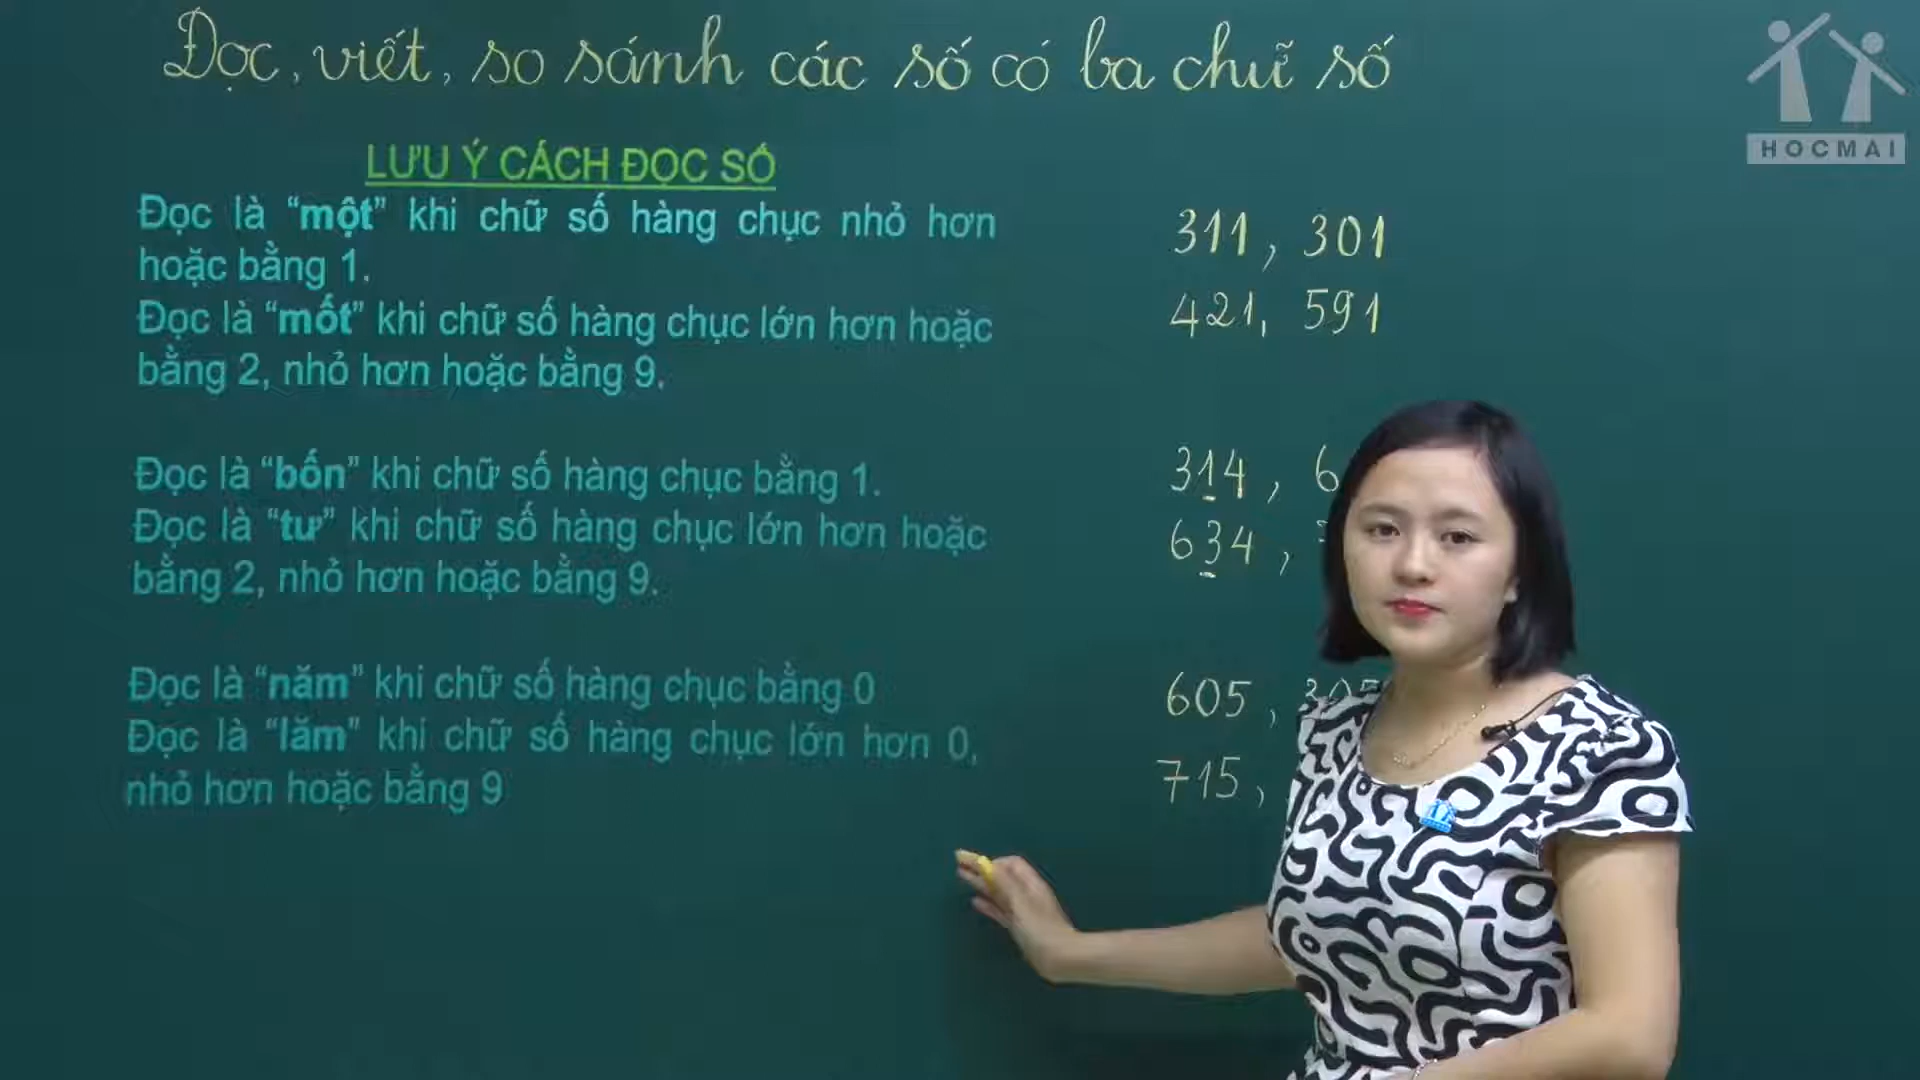 Đọc, viết, so sánh các số có ba chữ số
HOCMAI
LƯU Ý CÁCH ĐỌC SỐ
Đọc là “một” khi chữ số hàng chục nhỏ hơn
hoặc bằng 1.
311, 301
Đọc là “mốt” khi chữ số hàng chục lớn hơn hoặc
bằng 2, nhỏ hơn hoặc bằng 9.
421, 591
Đọc là “bốn” khi chữ số hàng chục bằng 1.
314, 6
Đọc là “tư” khi chữ số hàng chục lớn hơn hoặc
bằng 2, nhỏ hơn hoặc bằng 9.
634,
Đọc là “năm” khi chữ số hàng chục bằng 0
605, 305
Đọc là “lăm” khi chữ số hàng chục lớn hơn 0,
nhỏ hơn hoặc bằng 9
715,